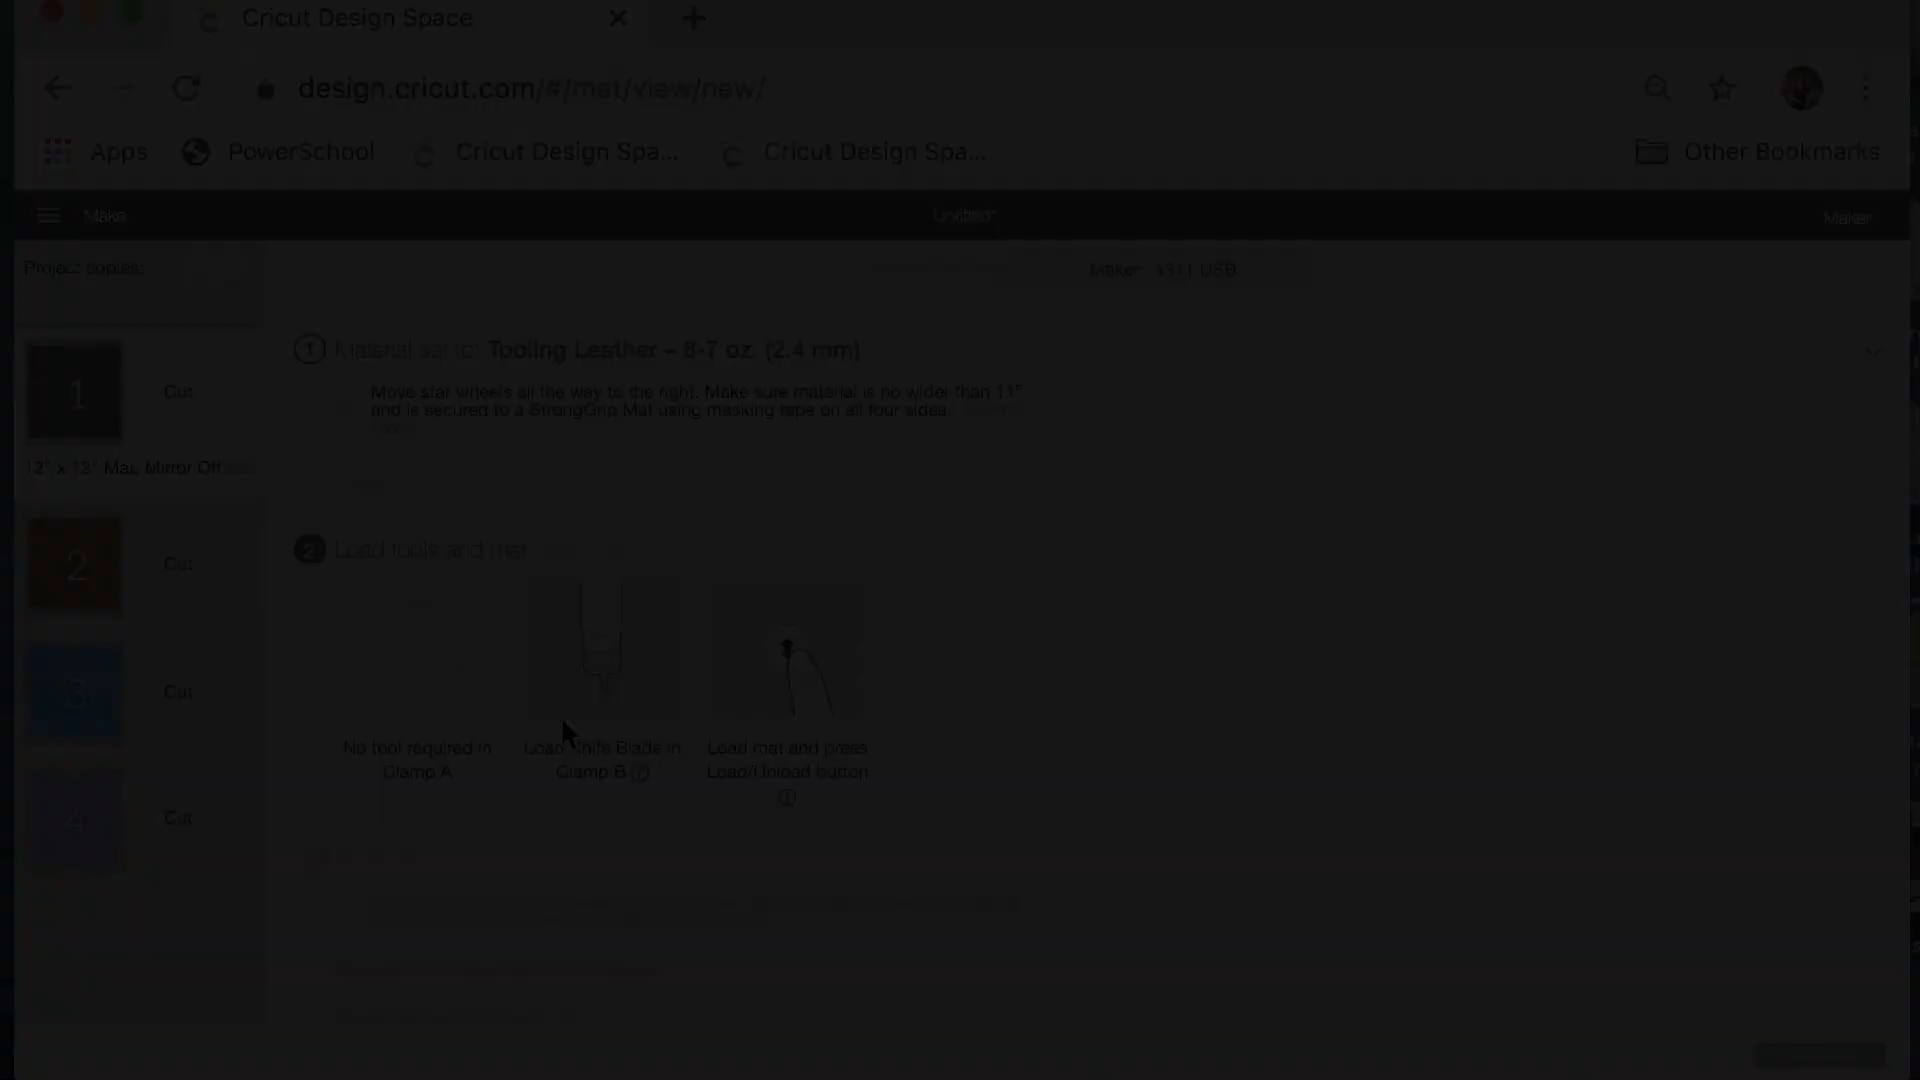 Cricut Design Space
design.cricut.com/#/mat/view/new/
Apps
PowerSchool
Cricut Design Spa...
Cricut Design Spa...
Other Bookmarks
Make
Untitled*
Maker
Project copies:
Maker
USB
1
Cut
12" x 12" Mat, Mirror Off
2
Cut
3
Cut
4
Cut
1 Material set to: Tooling Leather – 6-7 oz. (2.4 mm)
Move star wheels all the way to the right. Make sure material is no wider than 11"
and is secured to a StrongGrip Mat using masking tape on all four sides.
2 Load tools and mat
No tool required in
Clamp A
Load Knife Blade in
Clamp B
Load mat and press
Load/Unload button